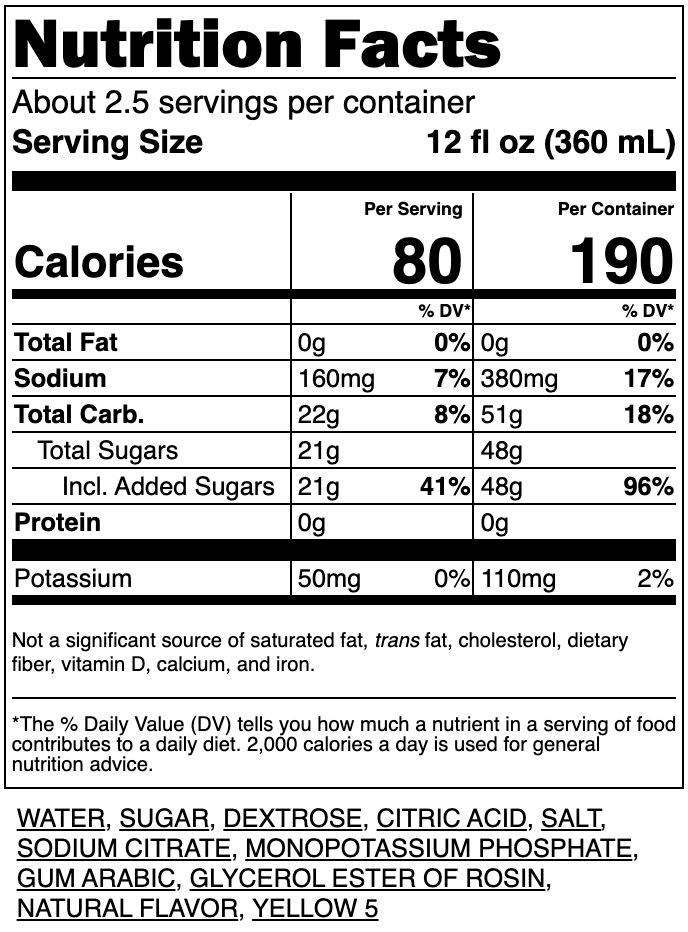 Nutrition Facts
About 2.5 servings per container
Serving Size 12 fl oz (360 mL)
Per Serving Per Container
Calories 80 190
% DV* % DV*
Total Fat 0g 0% 0g 0%
Sodium 160mg 7% 380mg 17%
Total Carb. 22g 8% 51g 18%
Total Sugars 21g 48g
Incl. Added Sugars 21g 41% 48g 96%
Protein 0g 0g
Potassium 50mg 0% 110mg 2%
Not a significant source of saturated fat, trans fat, cholesterol, dietary
fiber, vitamin D, calcium, and iron.
*The % Daily Value (DV) tells you how much a nutrient in a serving of food
contributes to a daily diet. 2,000 calories a day is used for general
nutrition advice.
WATER, SUGAR, DEXTROSE, CITRIC ACID, SALT,
SODIUM CITRATE, MONOPOTASSIUM PHOSPHATE,
GUM ARABIC, GLYCEROL ESTER OF ROSIN,
NATURAL FLAVOR, YELLOW 5